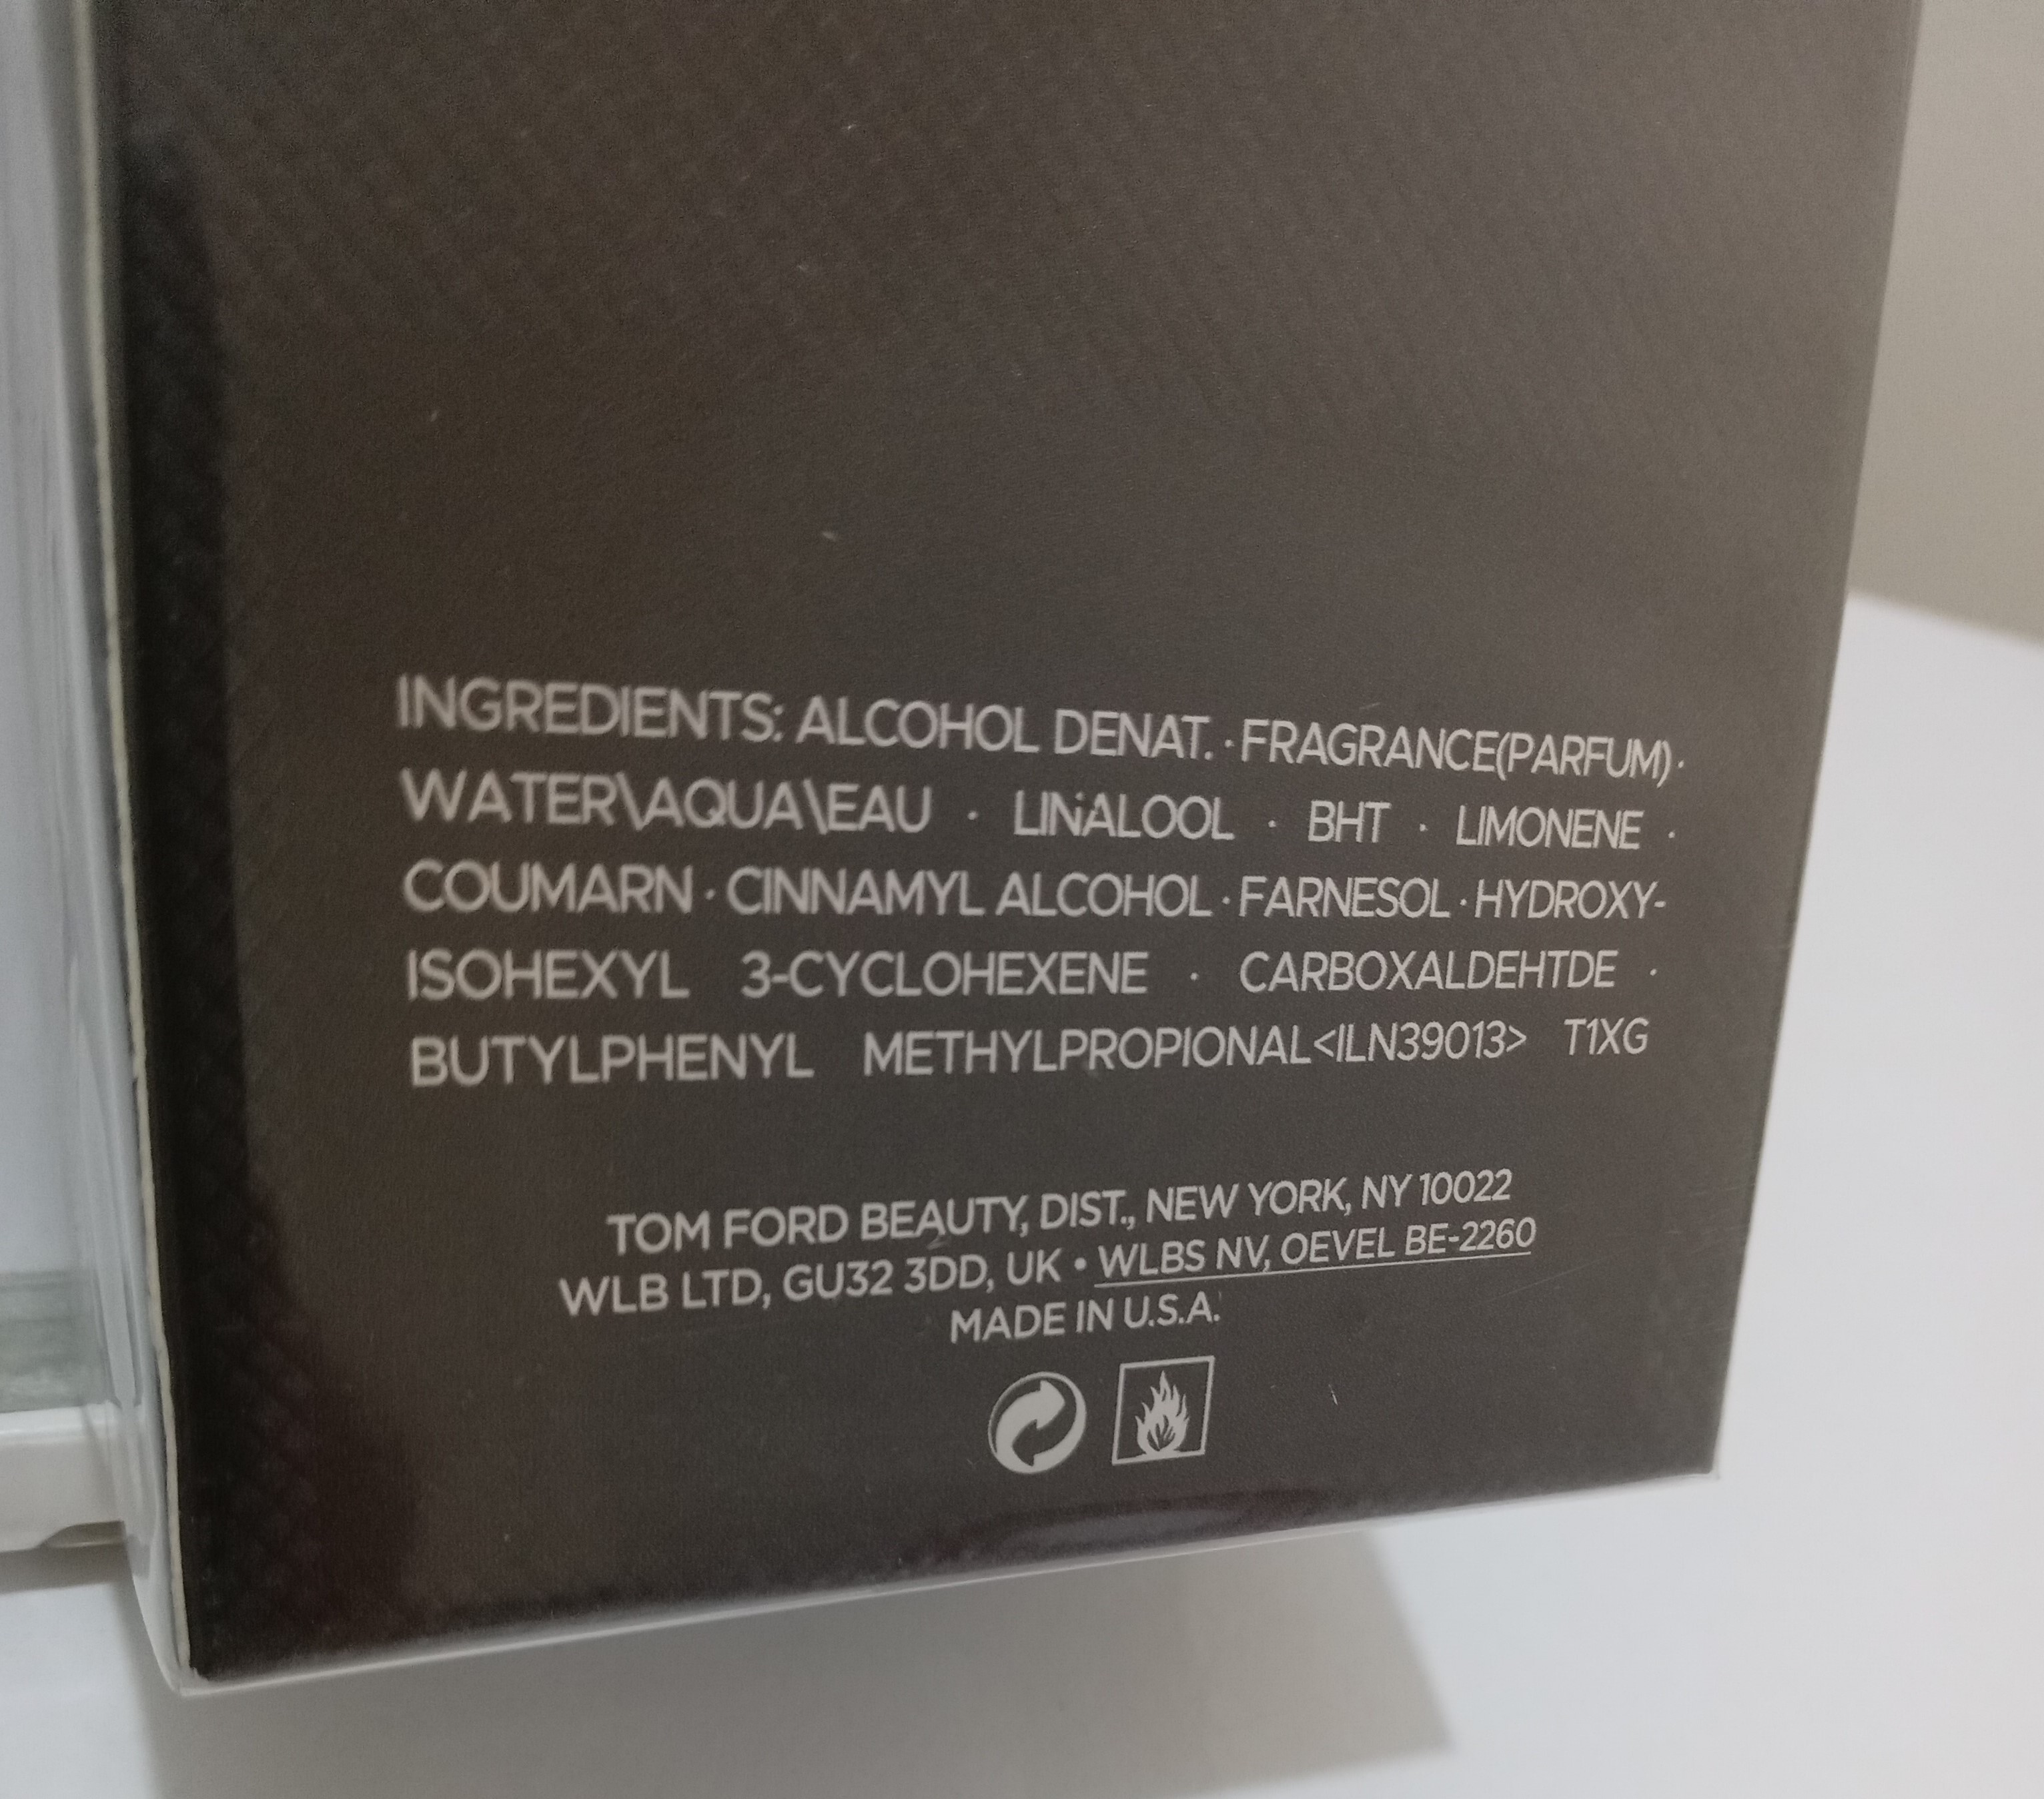 INGREDIENTS: ALCOHOL DENAT. · FRAGRANCE(PARFUM) ·
WATER\AQUA\EAU · LINALOOL · BHT · LIMONENE ·
COUMARN · CINNAMYL ALCOHOL · FARNESOL · HYDROXY-
ISOHEXYL 3-CYCLOHEXENE · CARBOXALDEHTDE ·
BUTYLPHENYL METHYLPROPIONAL<ILN39013> T1XG
TOM FORD BEAUTY, DIST., NEW YORK, NY 10022
WLB LTD, GU32 3DD, UK • WLBS NV, OEVEL BE-2260
MADE IN U.S.A.